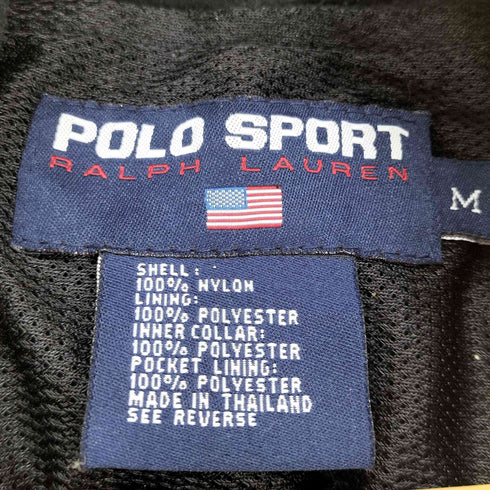 POLO SPORT
RALPH LAUREN
M
SHELL:
100% NYLON
LINING:
100% POLYESTER
INNER COLLAR:
100% POLYESTER
POCKET LINING:
100% POLYESTER
MADE IN THAILAND
SEE REVERSE